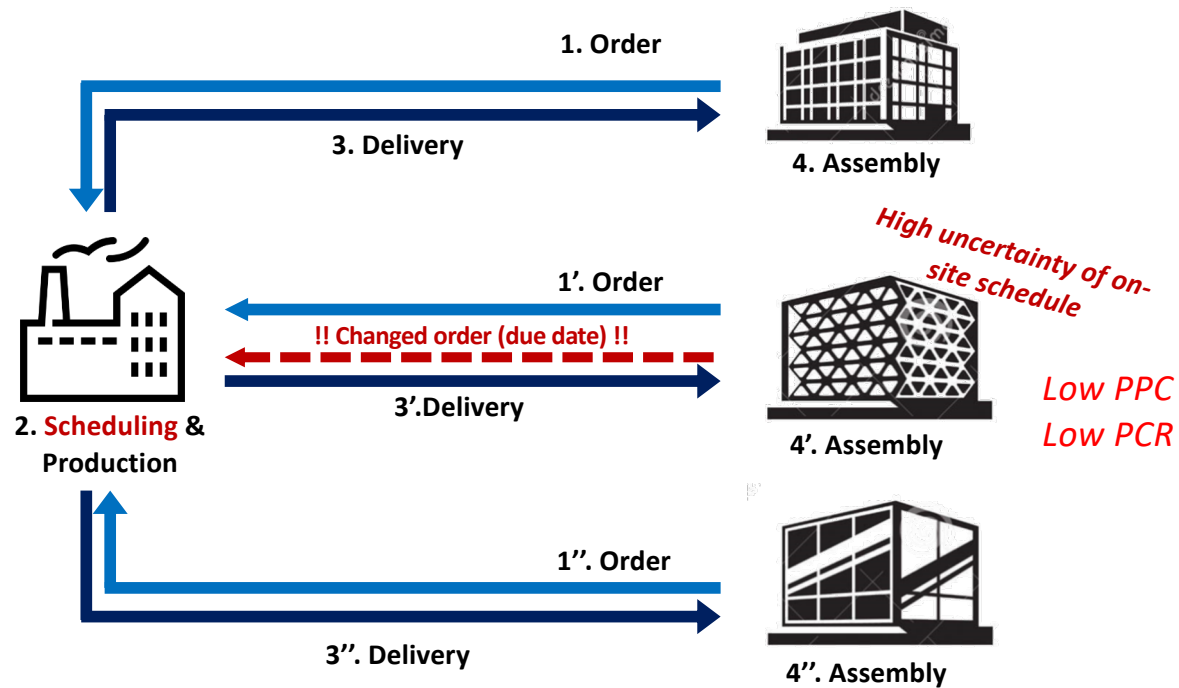 1. Order
3. Delivery
4. Assembly
High uncertainty of on-
site schedule
1’. Order
!! Changed order (due date) !!
3’.Delivery
2. Scheduling &
Production
4’. Assembly
Low PPC
Low PCR
1’’. Order
3’’. Delivery
4’’. Assembly